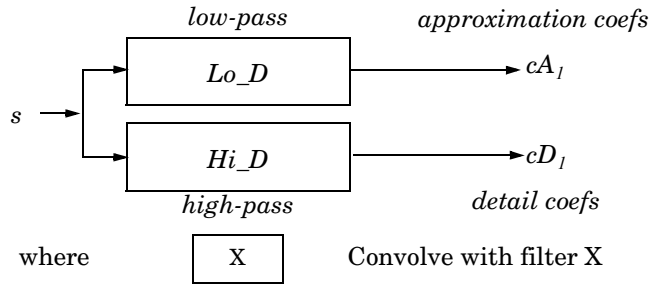 low-pass
approximation coefs
Lo_D
cA1
s
Hi_D
cD1
high-pass
detail coefs
where X Convolve with filter X